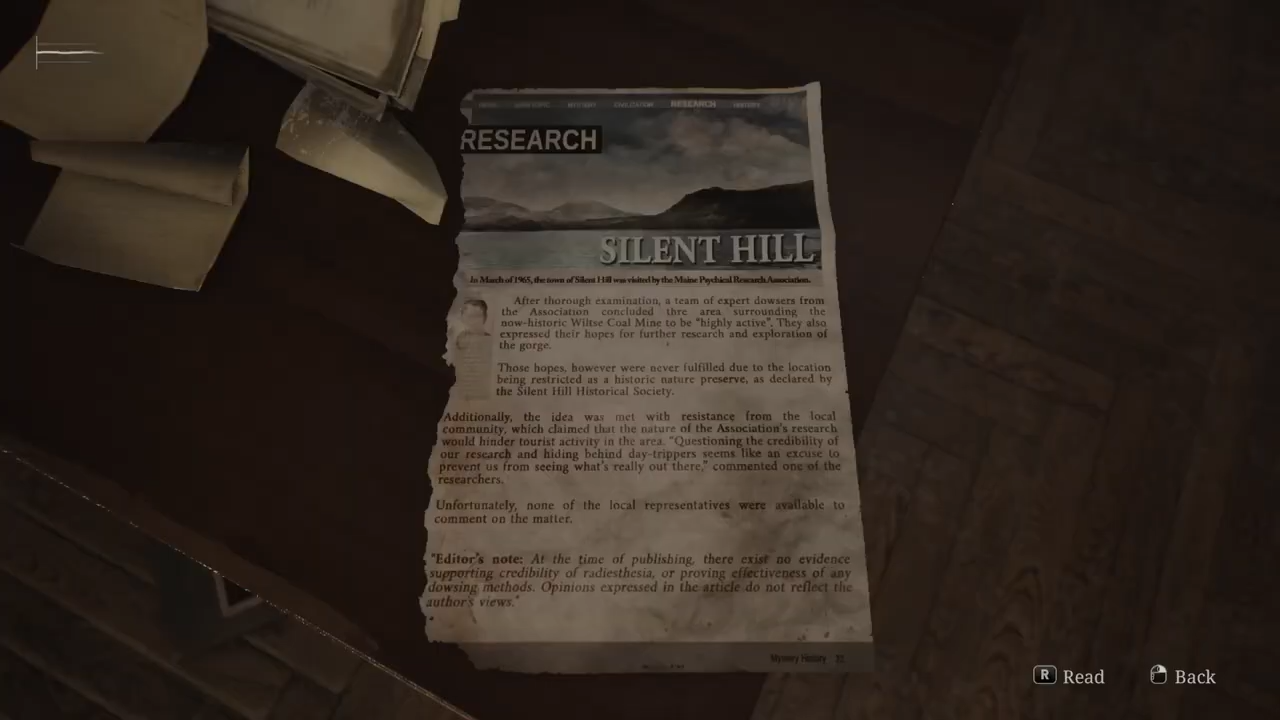 RESEARCH HISTORY
RESEARCH
SILENT HILL
In March of 1965, the town of Silent Hill was visited by the Maine Psychical Research Association.
After thorough examination, a team of expert dowsers from
the Association concluded thre area surrounding the
now-historic Wiltse Coal Mine to be "highly active". They also
expressed their hopes for further research and exploration of
the gorge.
Those hopes, however were never fulfilled due to the location
being restricted as a historic nature preserve, as declared by
the Silent Hill Historical Society.
Additionally, the idea was met with resistance from the local
community, which claimed that the nature of the Association's research
would hinder tourist activity in the area. "Questioning the credibility of
our research and hiding behind day-trippers seems like an excuse to
prevent us from seeing what's really out there," commented one of the
researchers.
Unfortunately, none of the local representatives were available to
comment on the matter.
"Editor's note: At the time of publishing, there exist no evidence
supporting credibility of radiesthesia, or proving effectiveness of any
dowsing methods. Opinions expressed in the article do not reflect the
author's views."
Mystery History
R Read
Back